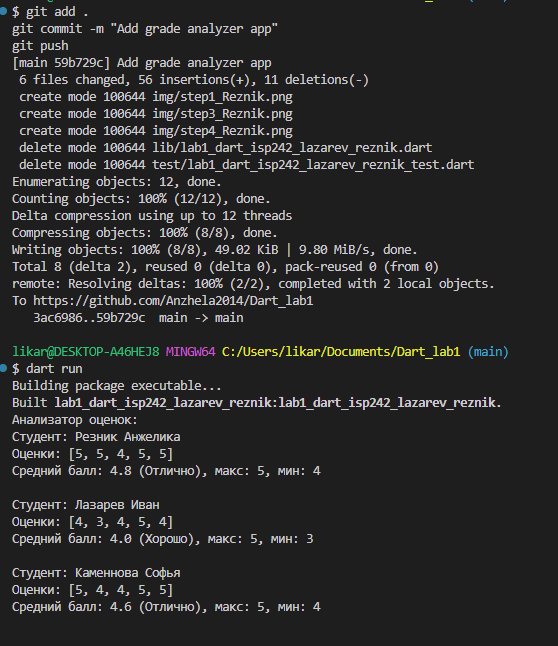 $ git add .
git commit -m "Add grade analyzer app"
git push
[main 59b729c] Add grade analyzer app
 6 files changed, 56 insertions(+), 11 deletions(-)
 create mode 100644 img/step1_Reznik.png
 create mode 100644 img/step3_Reznik.png
 create mode 100644 img/step4_Reznik.png
 delete mode 100644 lib/lab1_dart_isp242_lazarev_reznik.dart
 delete mode 100644 test/lab1_dart_isp242_lazarev_reznik_test.dart
Enumerating objects: 12, done.
Counting objects: 100% (12/12), done.
Delta compression using up to 12 threads
Compressing objects: 100% (8/8), done.
Writing objects: 100% (8/8), 49.02 KiB | 9.80 MiB/s, done.
Total 8 (delta 2), reused 0 (delta 0), pack-reused 0 (from 0)
remote: Resolving deltas: 100% (2/2), completed with 2 local objects.
To https://github.com/Anzhela2014/Dart_lab1
   3ac6986..59b729c  main -> main
likar@DESKTOP-A46HEJ8 MINGW64 C:/Users/likar/Documents/Dart_lab1 (main)
$ dart run
Building package executable...
Built lab1_dart_isp242_lazarev_reznik:lab1_dart_isp242_lazarev_reznik.
Анализатор оценок:
Студент: Резник Анжелика
Оценки: [5, 5, 4, 5, 5]
Средний балл: 4.8 (Отлично), макс: 5, мин: 4
Студент: Лазарев Иван
Оценки: [4, 3, 4, 5, 4]
Средний балл: 4.0 (Хорошо), макс: 5, мин: 3
Студент: Каменнова Софья
Оценки: [5, 4, 4, 5, 5]
Средний балл: 4.6 (Отлично), макс: 5, мин: 4